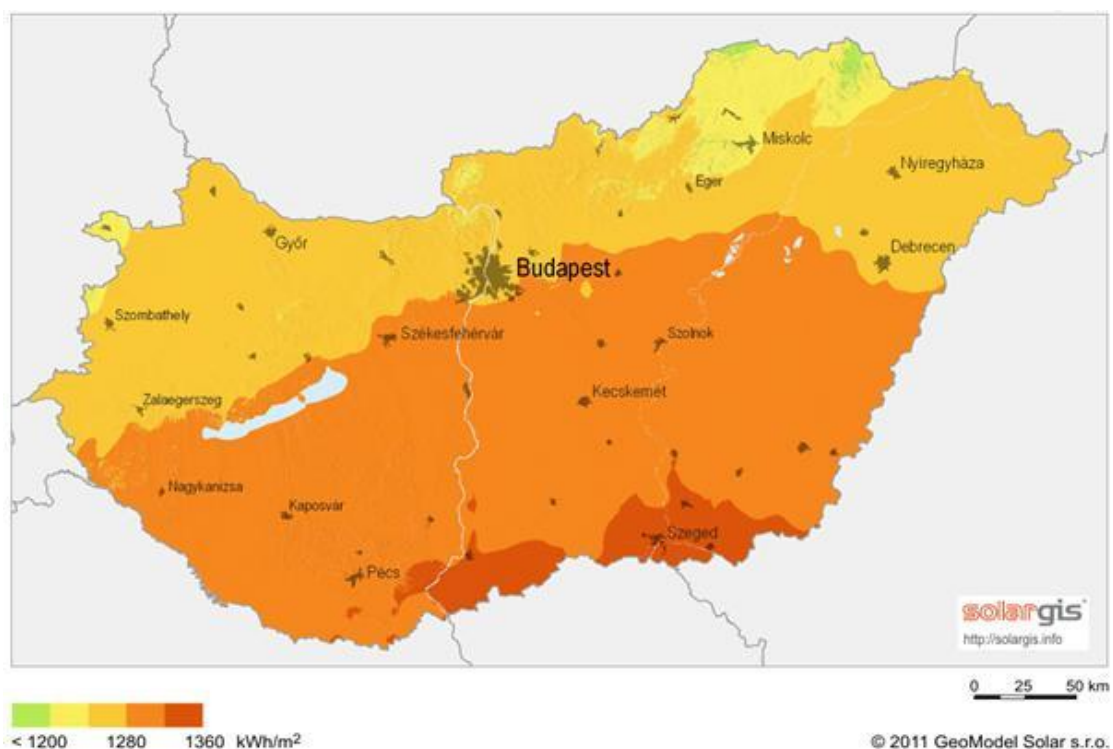 Miskolc
Nyíregyháza
Eger
Győr
Debrecen
Budapest
Szombathely
Székesfehérvár
Szolnok
Kecskemét
Zalaegerszeg
Nagykanizsa
Kaposvár
Szeged
Pécs
solargis
http://solargis.info
0 25 50 km
< 1200 1280 1360 kWh/m²
© 2011 GeoModel Solar s.r.o.